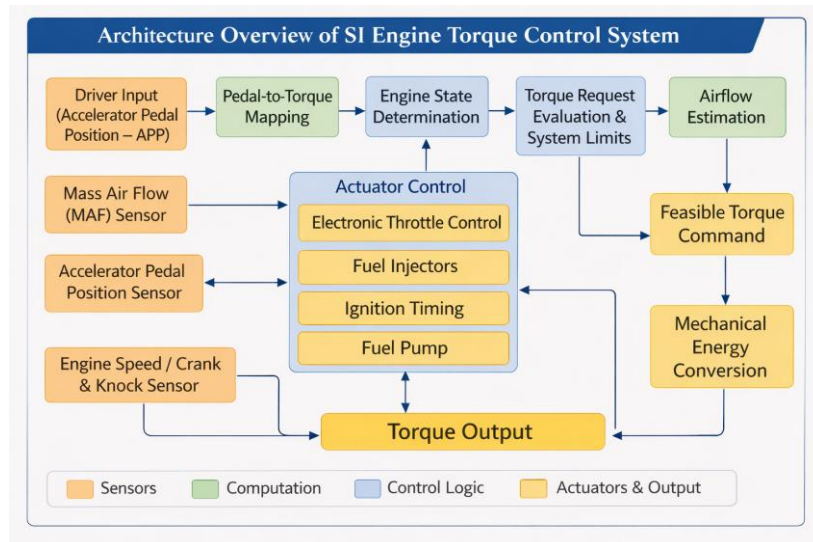 Architecture Overview of SI Engine Torque Control System
Driver Input
(Accelerator Pedal
Position – APP)
Pedal-to-Torque
Mapping
Engine State
Determination
Torque Request
Evaluation &
System Limits
Airflow
Estimation
Mass Air Flow
(MAF) Sensor
Actuator Control
Electronic Throttle Control
Fuel Injectors
Ignition Timing
Fuel Pump
Feasible Torque
Command
Accelerator Pedal
Position Sensor
Mechanical
Energy
Conversion
Engine Speed / Crank
& Knock Sensor
Torque Output
Sensors
Computation
Control Logic
Actuators & Output